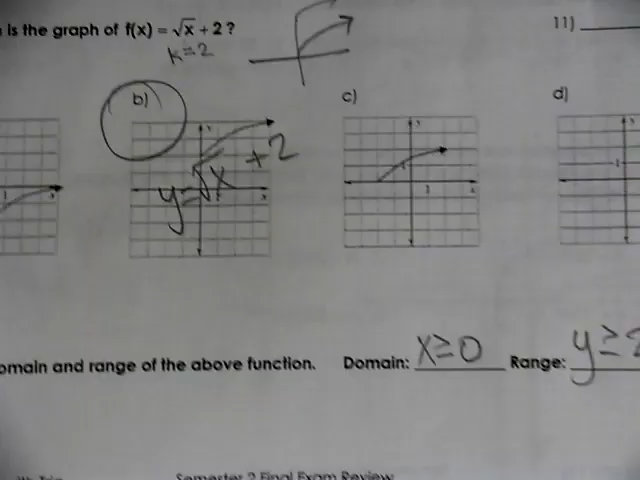 is the graph of f(x) = √x + 2 ?
11)
k=2
b)
c)
d)
y=√x +2
omain and range of the above function. Domain: x≥0 Range: y≥2
Semester 2 Final Exam Review